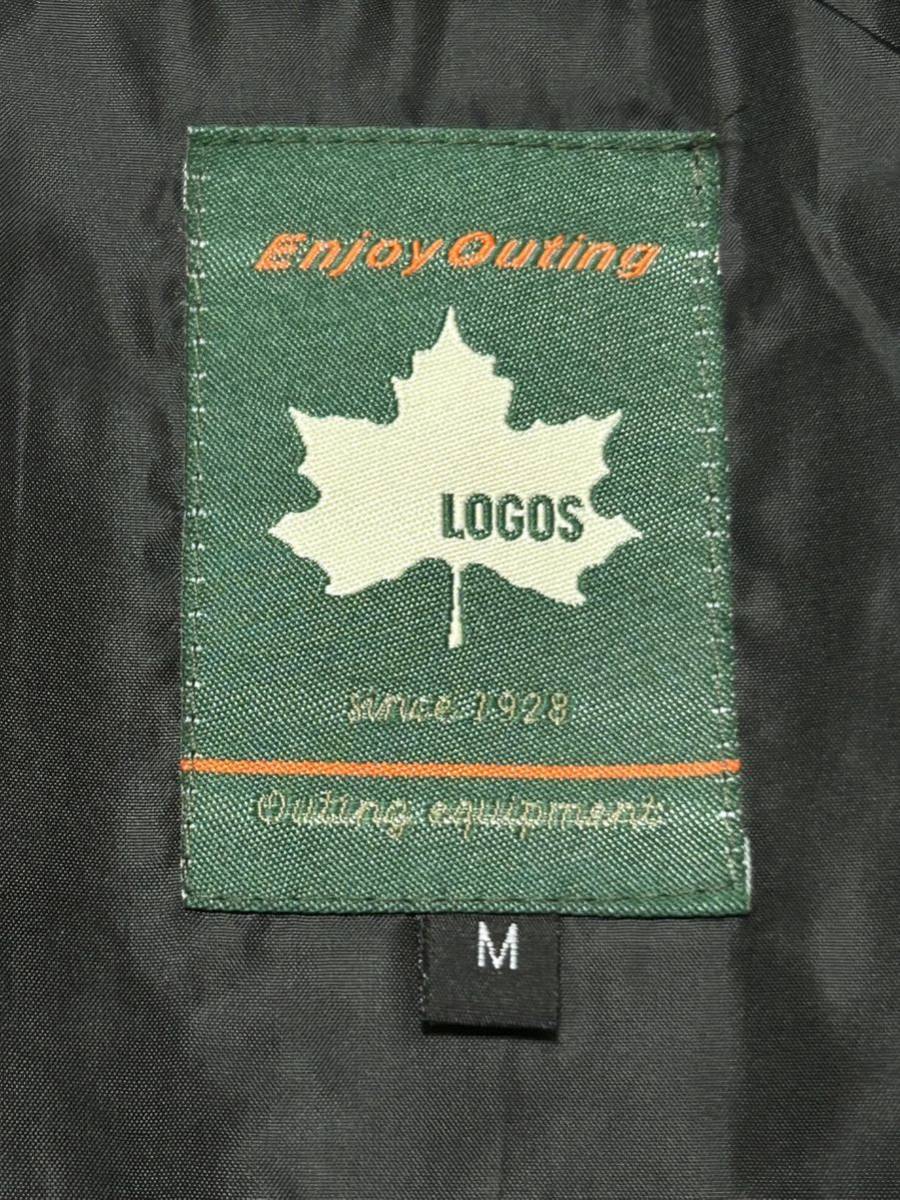 Enjoy Outing
LOGOS
since 1928
Outing equipment
M